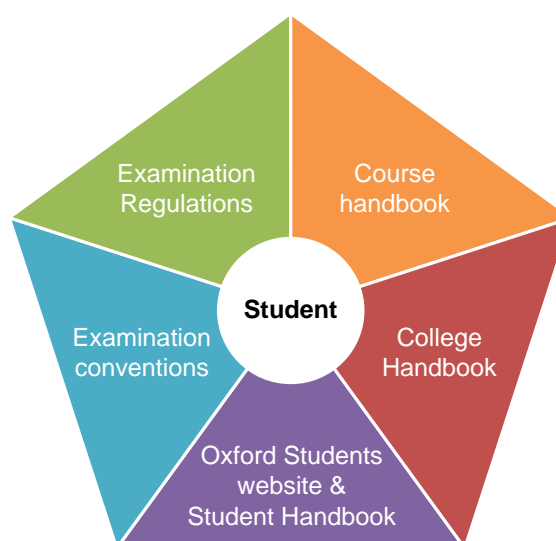 Examination
Regulations
Course
handbook
Student
Examination
conventions
College
Handbook
Oxford Students
website &
Student Handbook